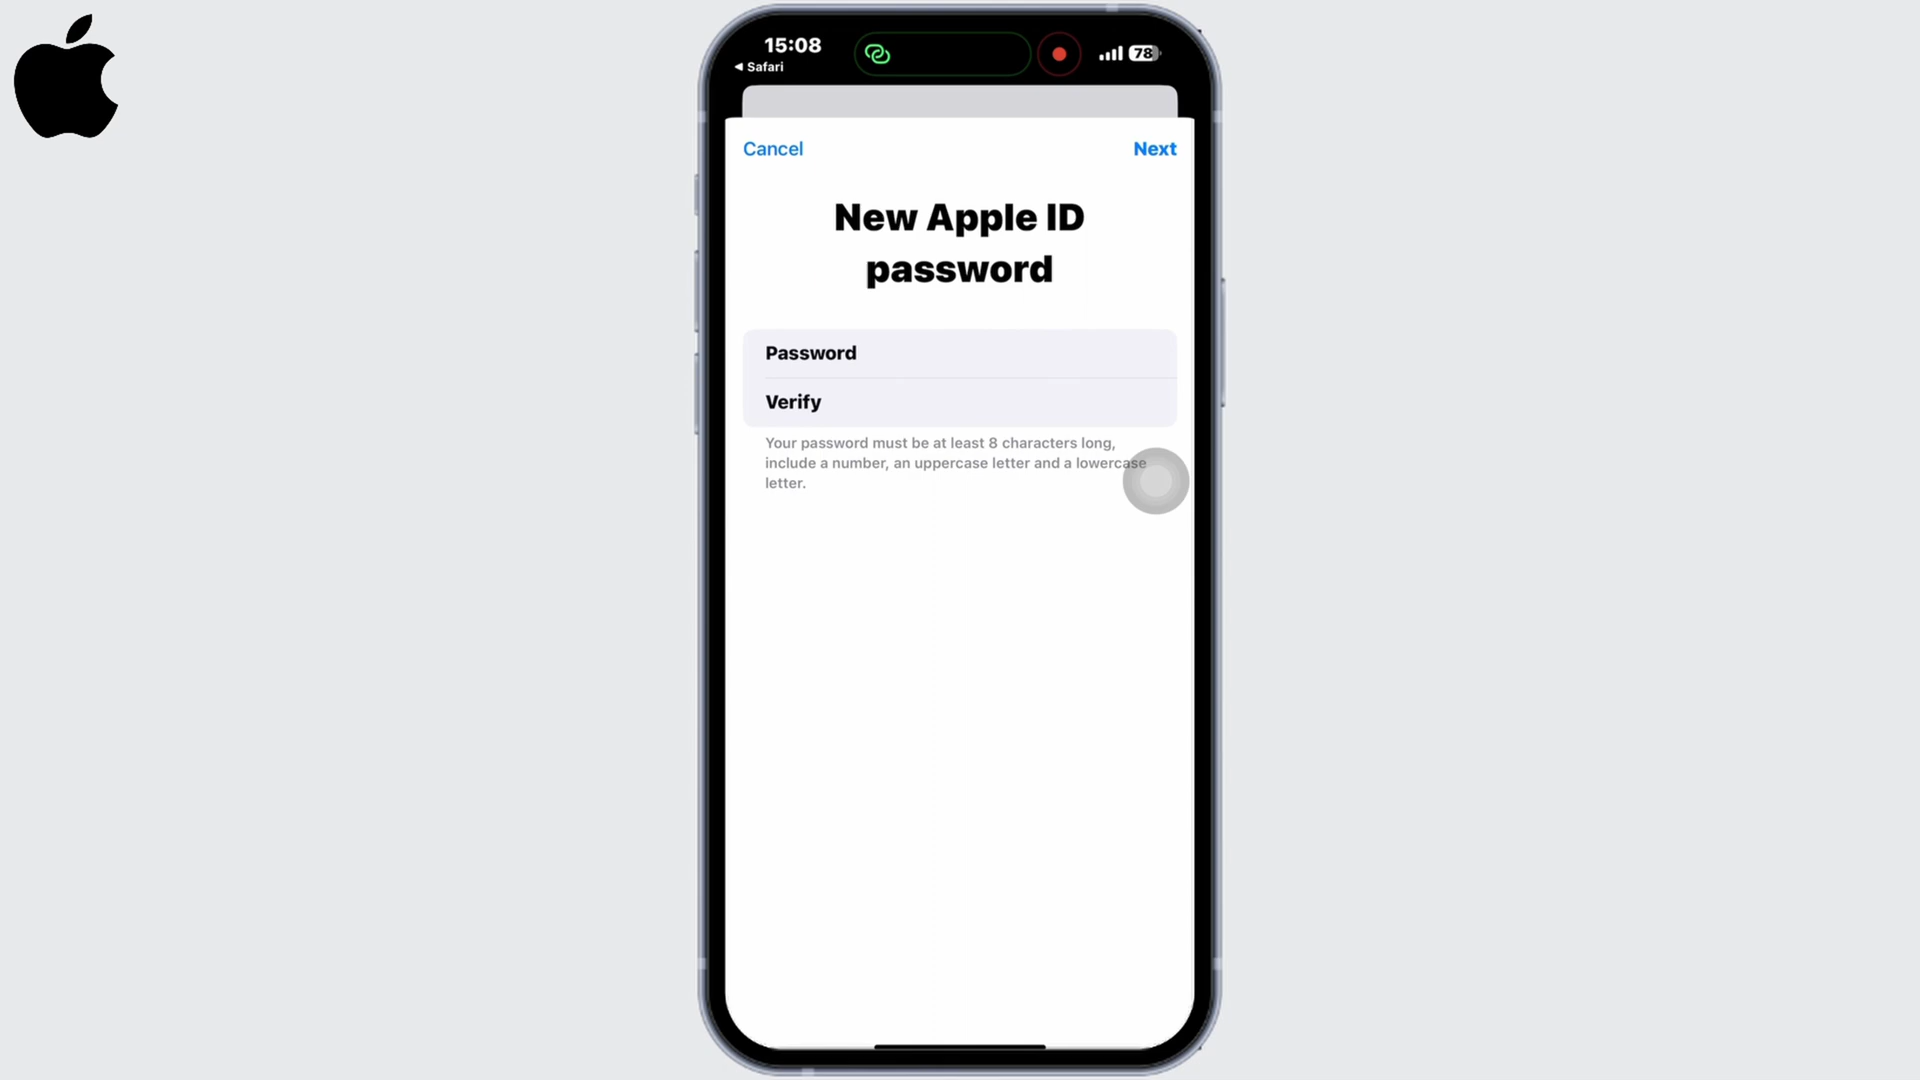 15:08
◀ Safari
78
Cancel
Next
New Apple ID
password
Password
Verify
Your password must be at least 8 characters long,
include a number, an uppercase letter and a lowercase
letter.